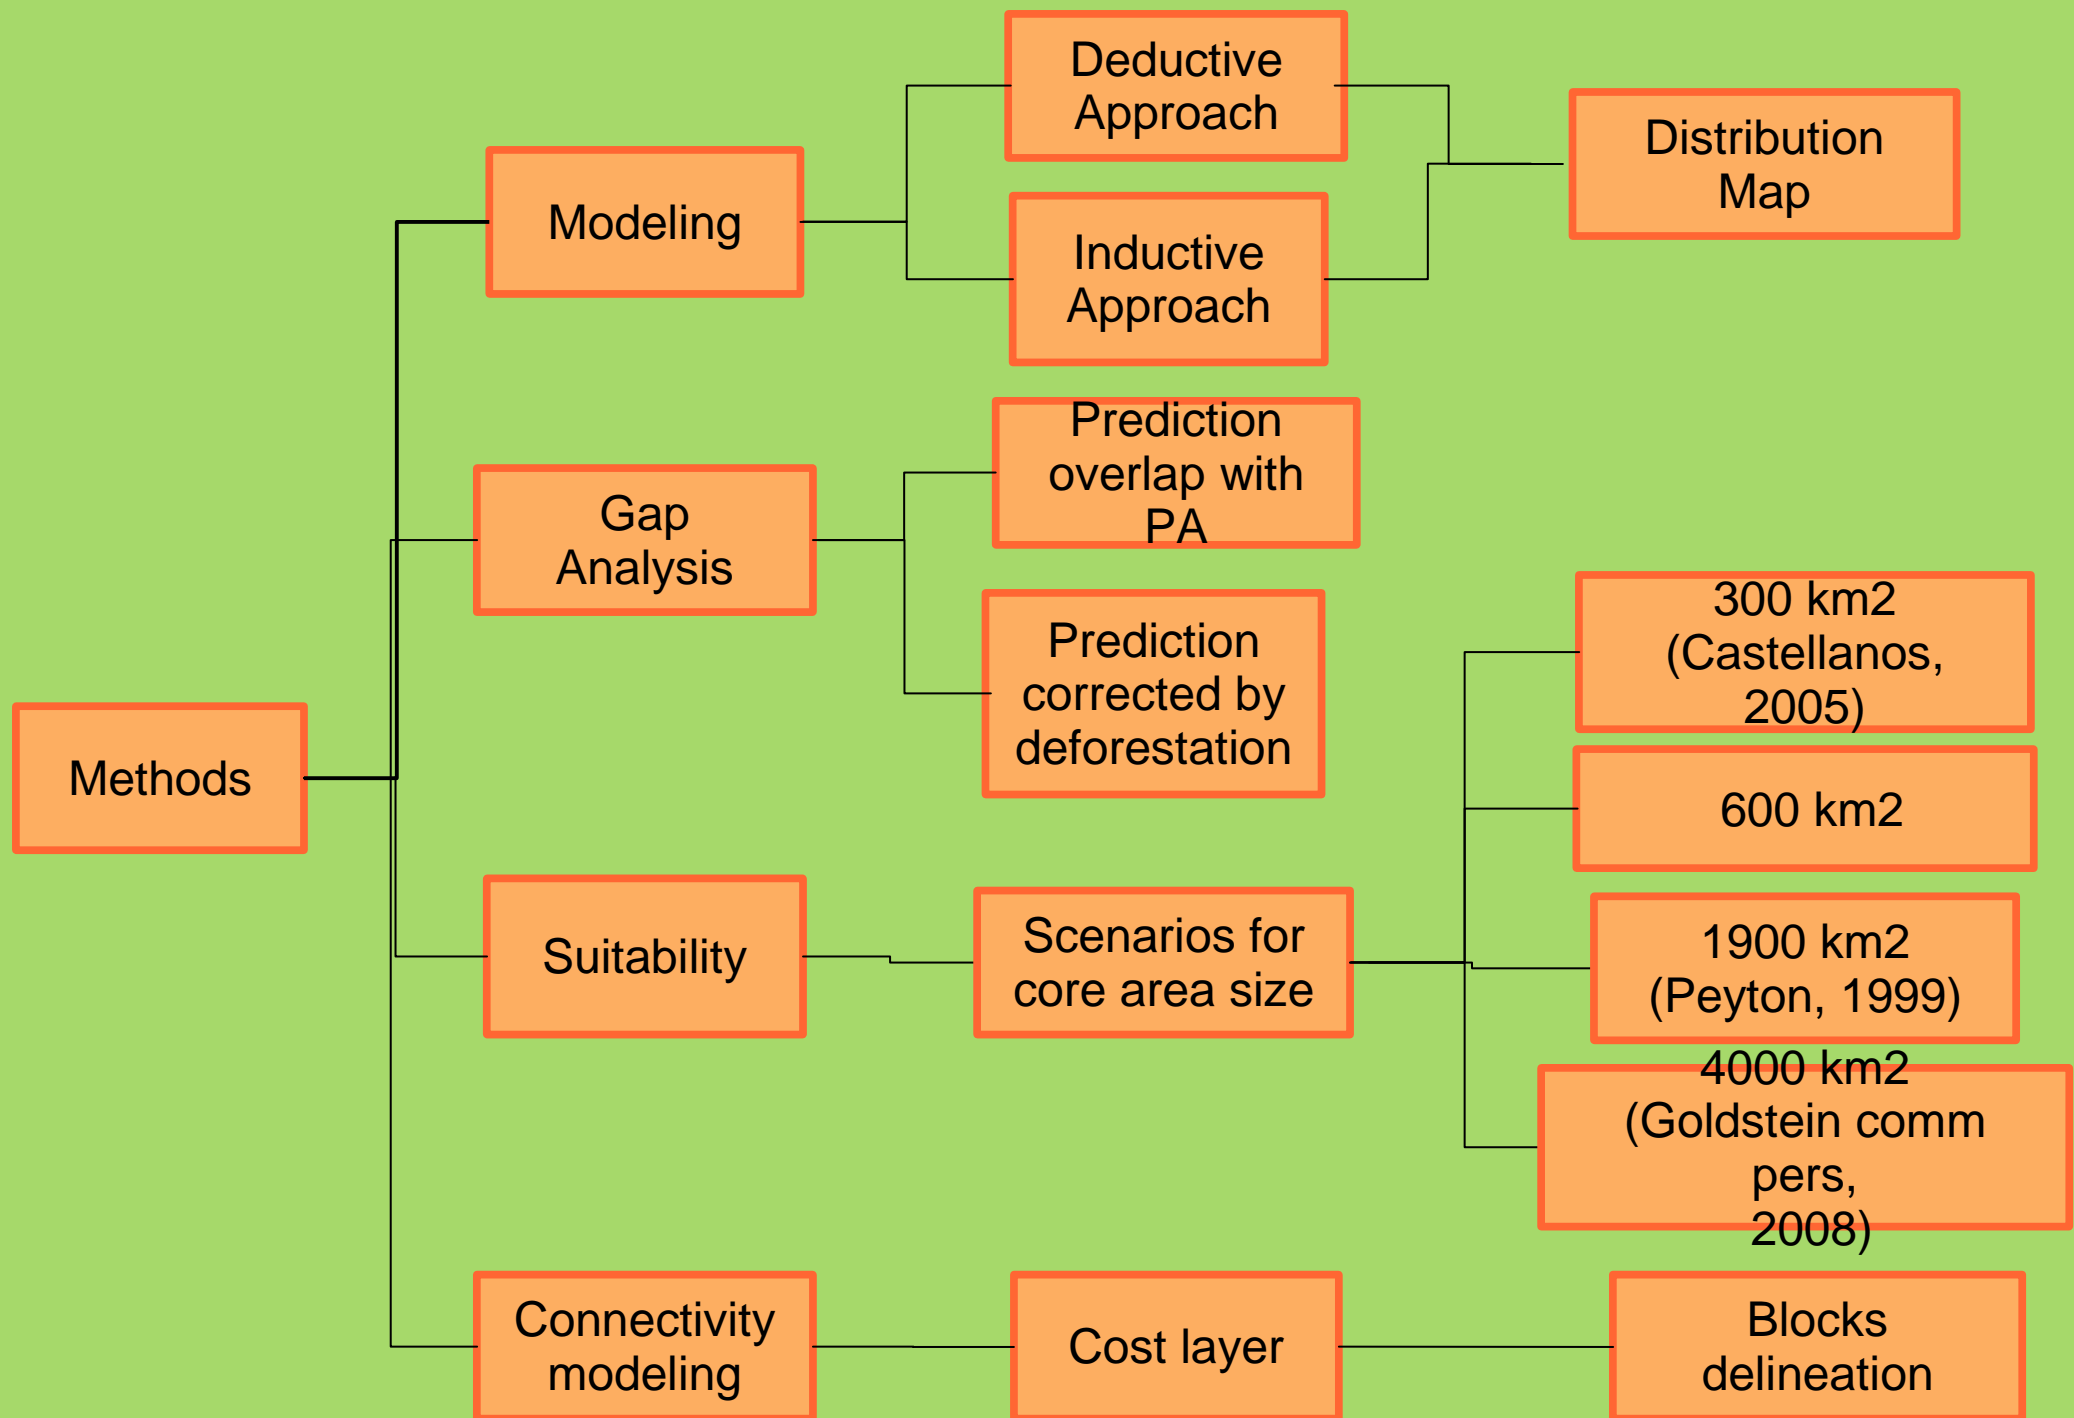 Methods
Modeling
Deductive
Approach
Inductive
Approach
Distribution
Map
Gap
Analysis
Prediction
overlap with
PA
Prediction
corrected by
deforestation
Suitability
Scenarios for
core area size
300 km2
(Castellanos,
2005)
600 km2
1900 km2
(Peyton, 1999)
4000 km2
(Goldstein comm
pers,
2008)
Connectivity
modeling
Cost layer
Blocks
delineation